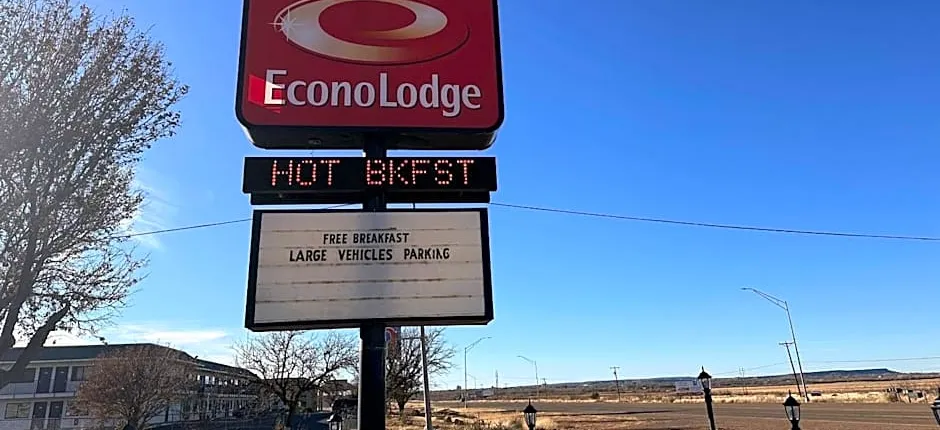 EconoLodge
HOT BKFST
FREE BREAKFAST
LARGE VEHICLES PARKING